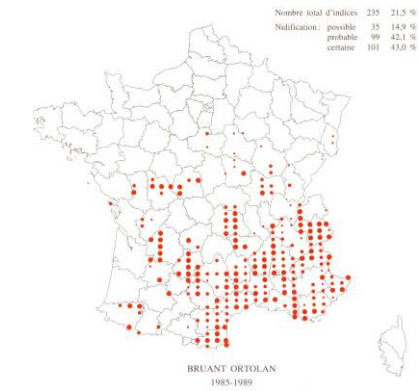 Nombre total d'indices 235 21,5 %
Nidification: possible 35 14,9 %
probable 99 42,1 %
certaine 101 43,0 %
BRUANT ORTOLAN
1985-1989